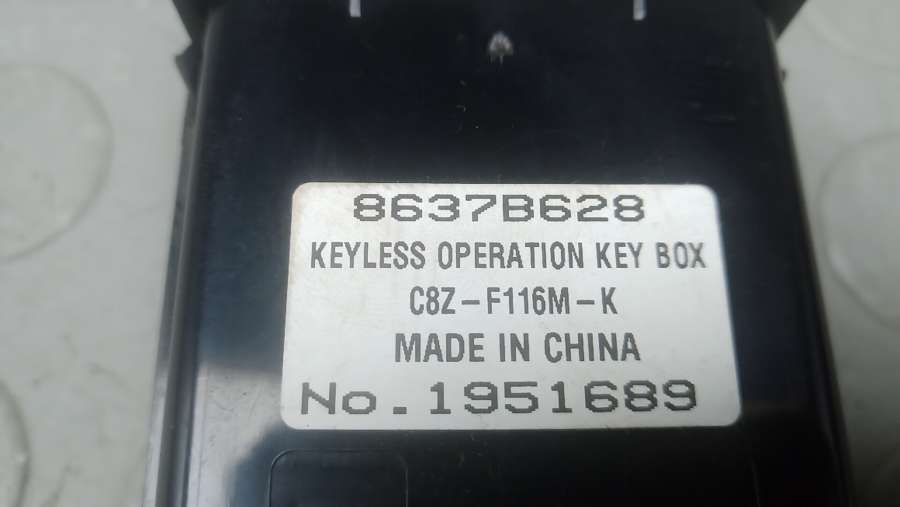 8637B628
KEYLESS OPERATION KEY BOX
C8Z-F116M-K
MADE IN CHINA
No.1951689